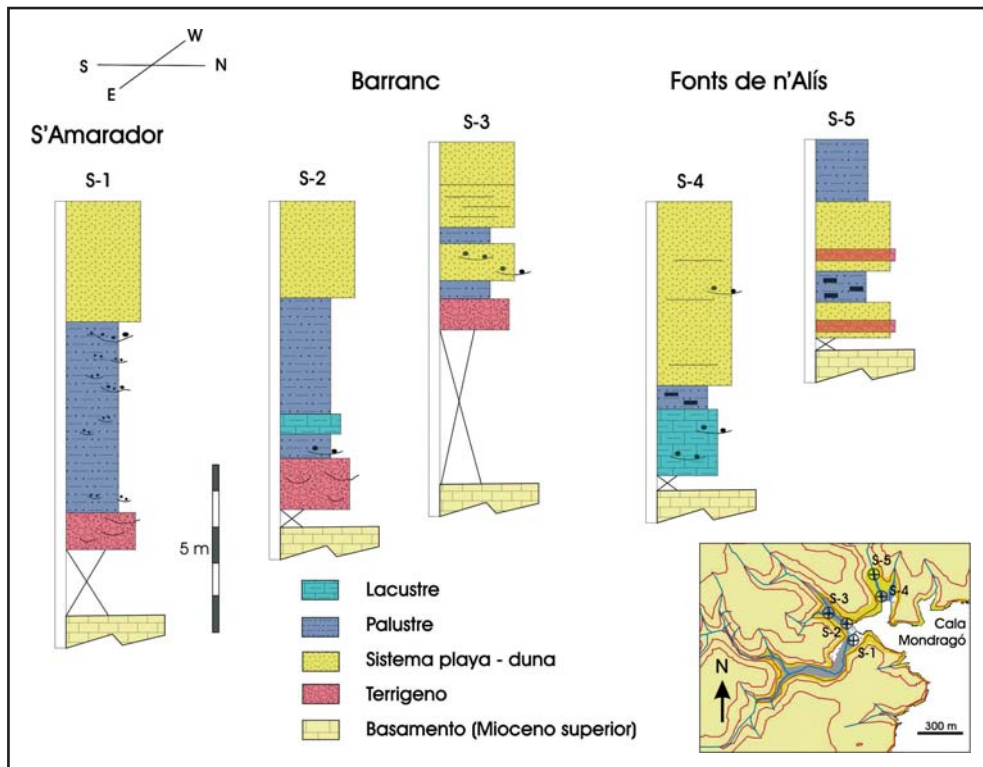 W
S N
E
Barranc
Fonts de n'Alís
S'Amarador
S-1
S-2
S-3
S-4
S-5
5 m
Lacustre
Palustre
Sistema playa - duna
Terrigeno
Basamento (Mioceno superior)
S-5
S-4
S-3
S-2
S-1
Cala
Mondragó
N
300 m